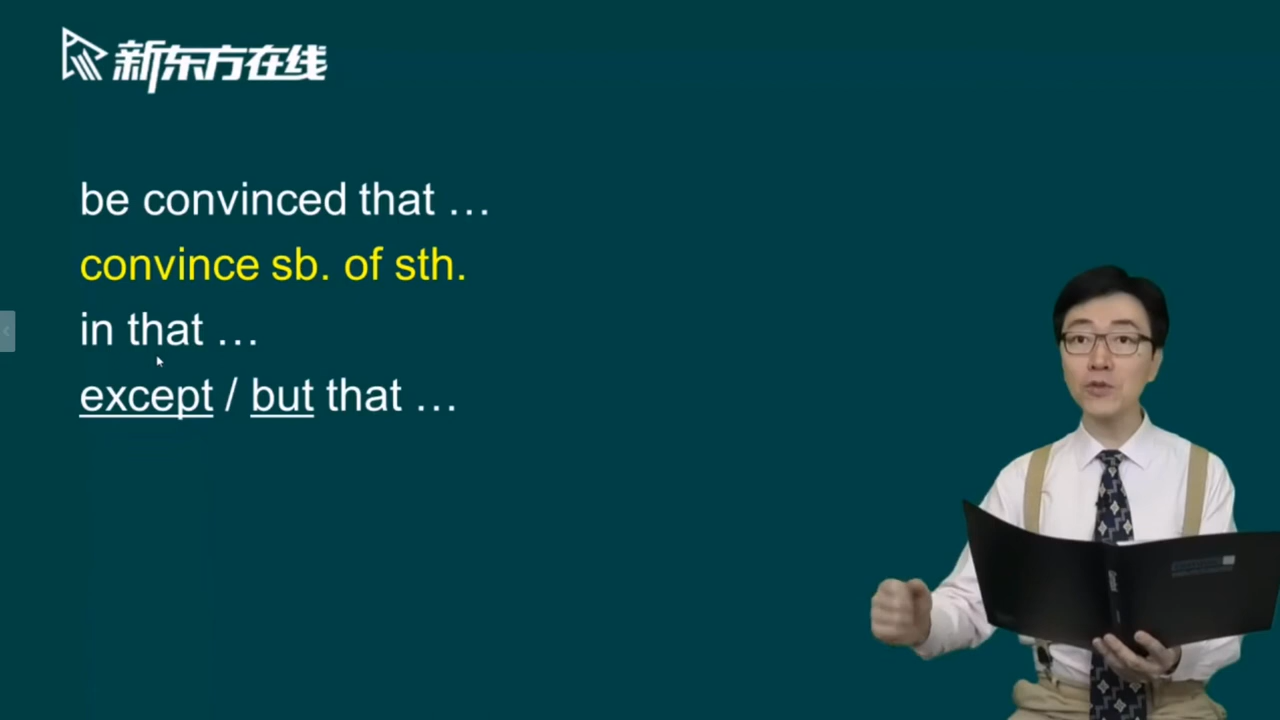 新东方在线
be convinced that …
convince sb. of sth.
in that …
except / but that …